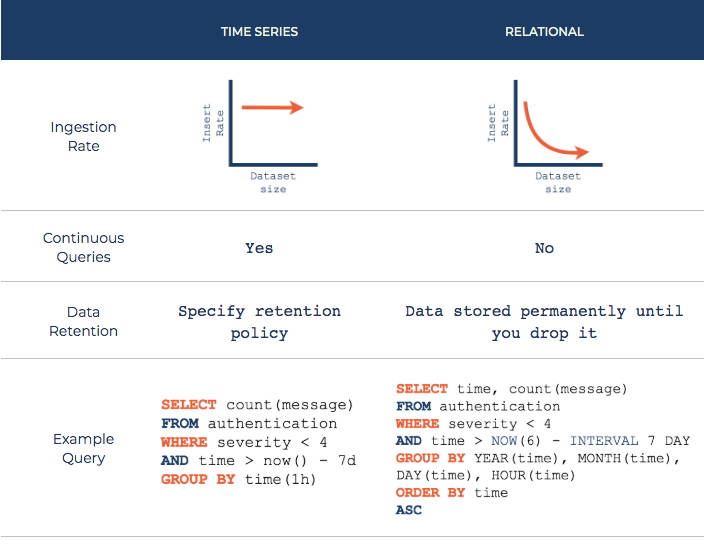 TIME SERIES
RELATIONAL
Ingestion
Rate
Insert
Rate
Dataset
size
Insert
Rate
Dataset
size
Continuous
Queries
Yes
No
Data
Retention
Specify retention
policy
Data stored permanently until
you drop it
Example
Query
SELECT count(message)
FROM authentication
WHERE severity < 4
AND time > now() - 7d
GROUP BY time(1h)
SELECT time, count(message)
FROM authentication
WHERE severity < 4
AND time > NOW(6) - INTERVAL 7 DAY
GROUP BY YEAR(time), MONTH(time),
DAY(time), HOUR(time)
ORDER BY time
ASC